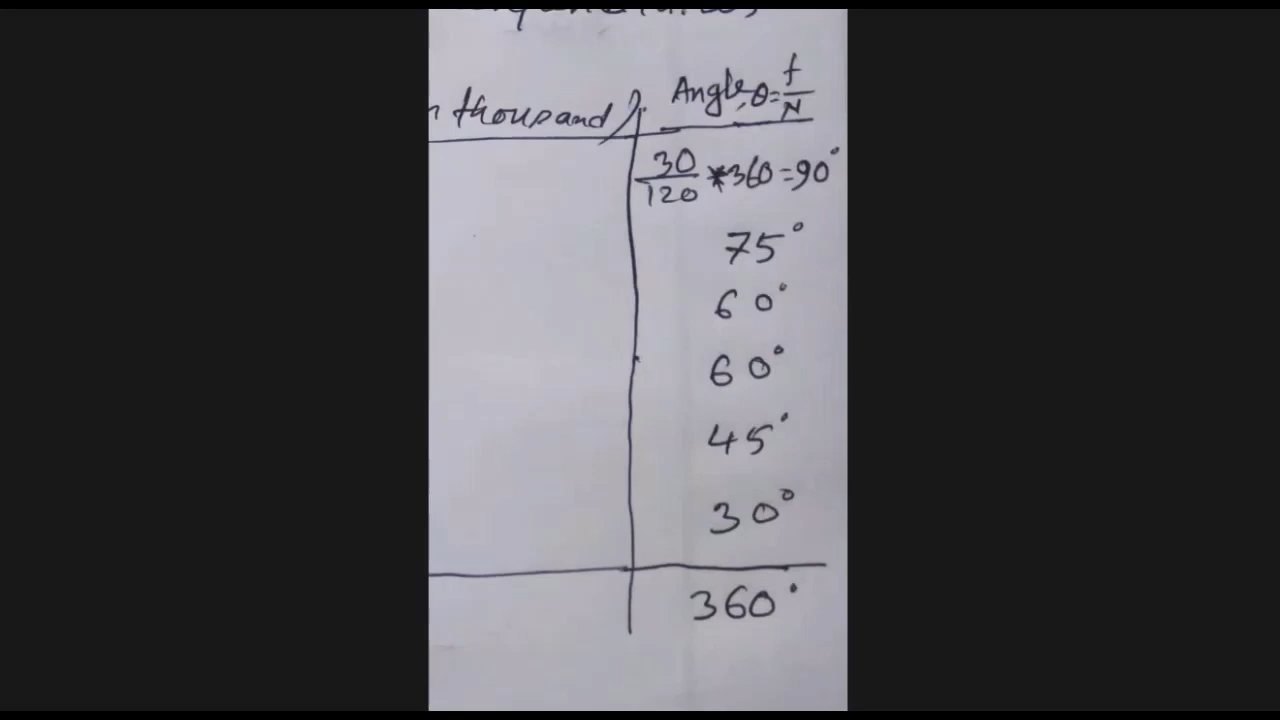 thousand).
Angle, θ = f/N
30/120 * 360 = 90°
75°
60°
60°
45°
30°
360°